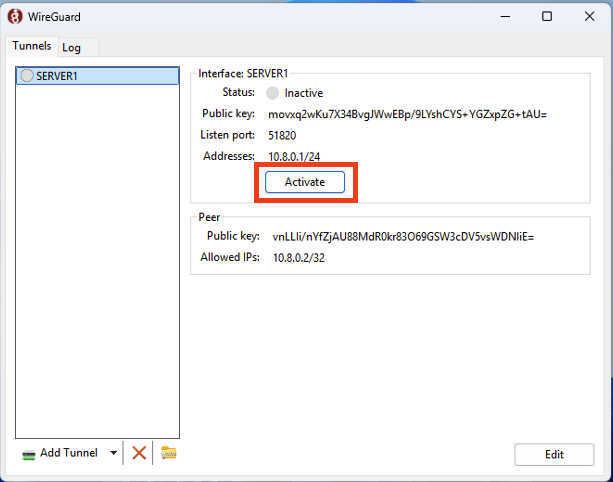 WireGuard
Tunnels Log
SERVER1
Interface: SERVER1
Status: Inactive
Public key: movxq2wKu7X34BvgJWwEBp/9LYshCYS+YGZxpZG+tAU=
Listen port: 51820
Addresses: 10.8.0.1/24
Activate
Peer
Public key: vnLLIi/nYfZjAU88MdR0kr83O69GSW3cDV5vsWDNIiE=
Allowed IPs: 10.8.0.2/32
Add Tunnel
Edit